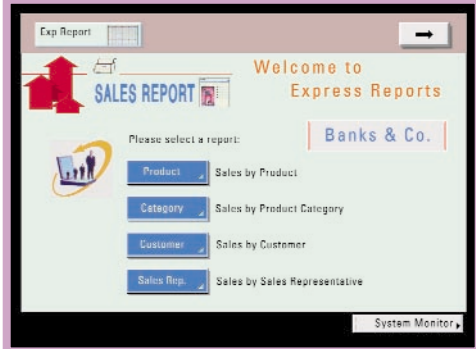 Exp Report
Welcome to
Express Reports
SALES REPORT
Banks & Co.
Please select a report:
Product Sales by Product
Category Sales by Product Category
Customer Sales by Customer
Sales Rep. Sales by Sales Representative
System Monitor